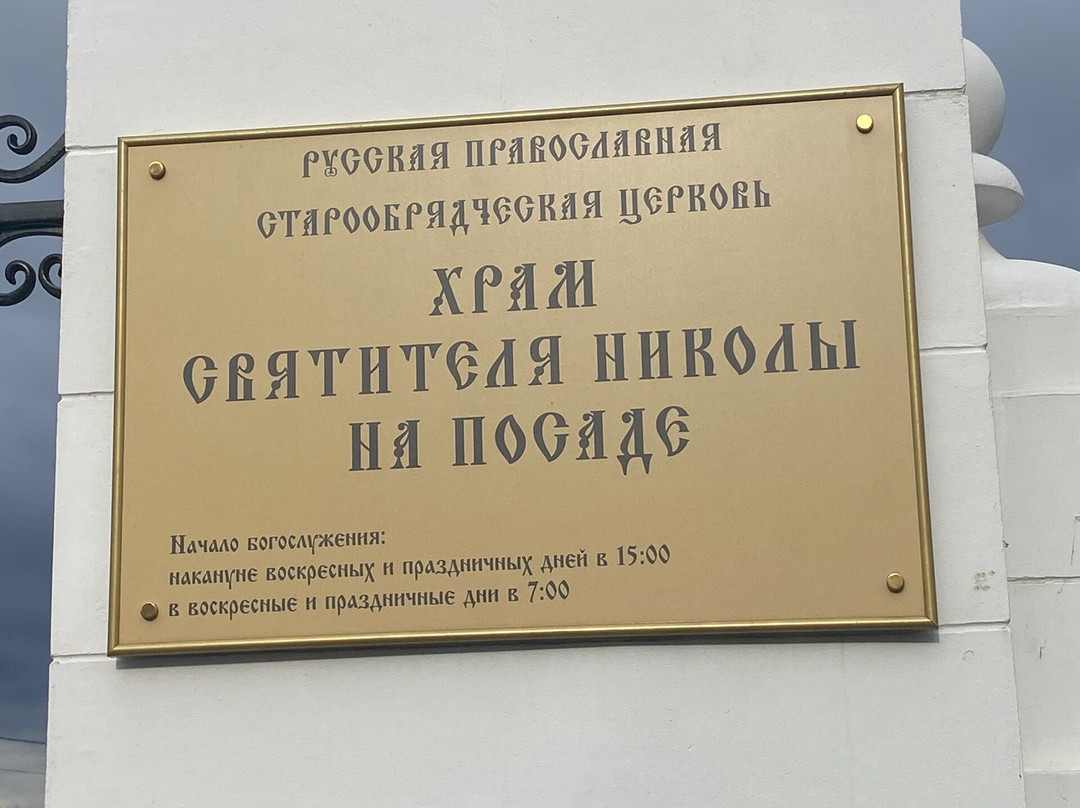 РУССКАЯ ПРАВОСЛАВНАЯ
СТАРООБРЯДЧЕСКАЯ ЦЕРКОВЬ
ХРАМ
СВЯТИТЕЛЯ НИКОЛЫ
НА ПОСАДЕ
Начало богослужения:
накануне воскресных и праздничных дней в 15:00
в воскресные и праздничные дни в 7:00